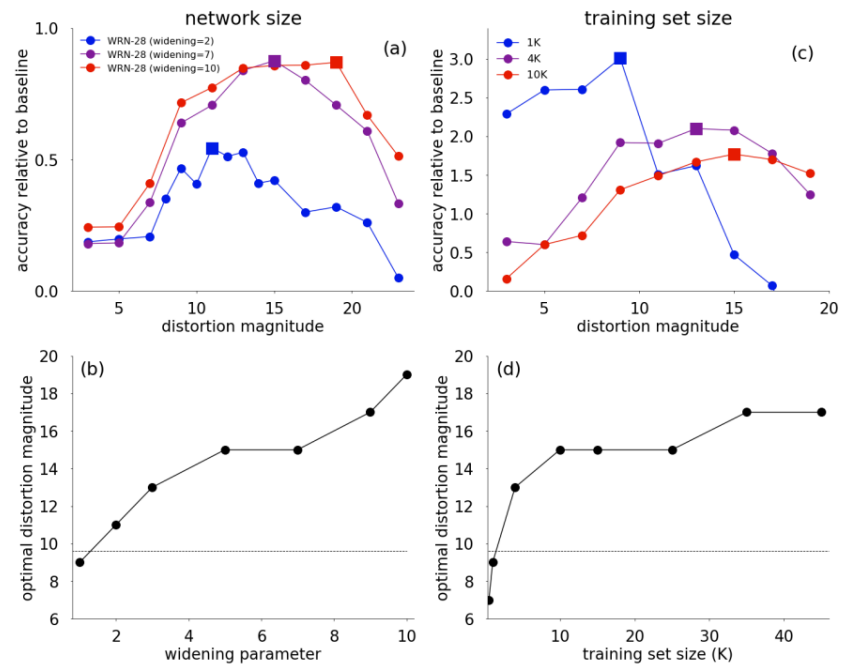 network size
accuracy relative to baseline
1.0
0.5
0.0
WRN-28 (widening=2)
WRN-28 (widening=7)
WRN-28 (widening=10)
(a)
5
10
15
20
distortion magnitude
training set size
accuracy relative to baseline
3.0
2.5
2.0
1.5
1.0
0.5
0.0
1K
4K
10K
(c)
5
10
15
20
distortion magnitude
optimal distortion magnitude
20
18
16
14
12
10
8
6
(b)
2
4
6
8
10
widening parameter
optimal distortion magnitude
20
18
16
14
12
10
8
6
(d)
10
20
30
40
training set size (K)